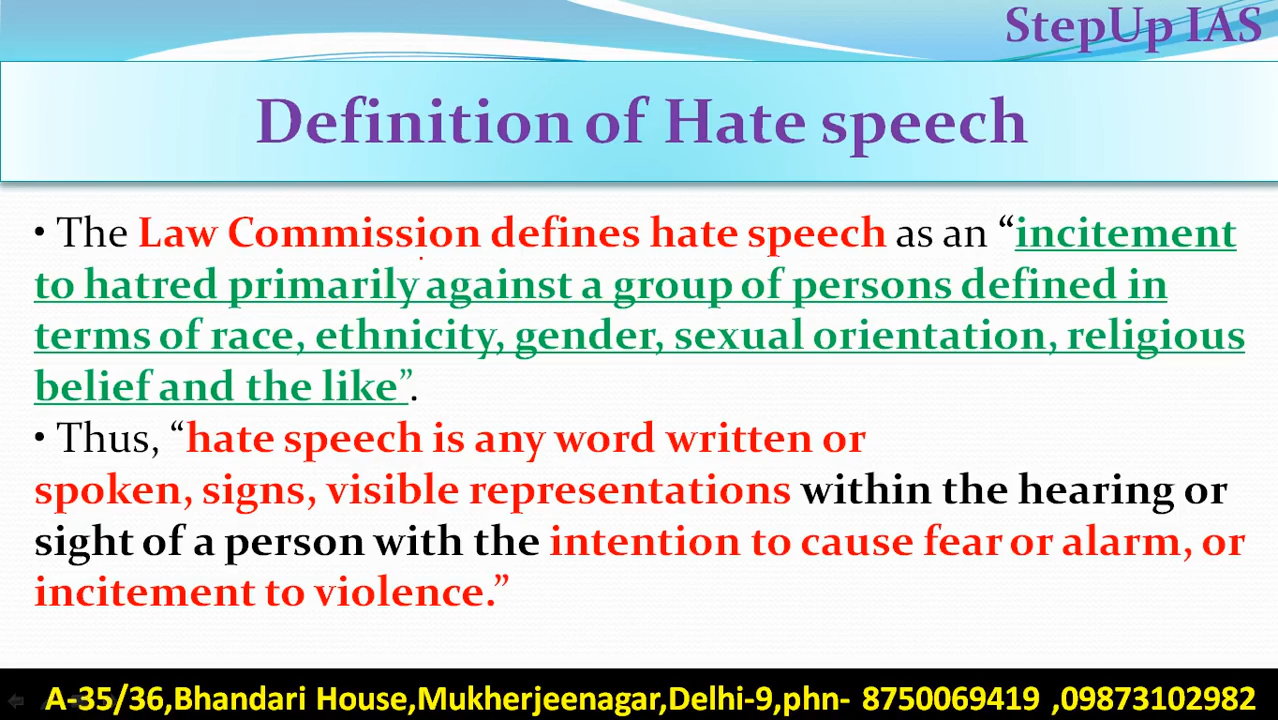 StepUp IAS
Definition of Hate speech
• The Law Commission defines hate speech as an “incitement
to hatred primarily against a group of persons defined in
terms of race, ethnicity, gender, sexual orientation, religious
belief and the like”.
• Thus, “hate speech is any word written or
spoken, signs, visible representations within the hearing or
sight of a person with the intention to cause fear or alarm, or
incitement to violence.”
A-35/36,Bhandari House,Mukherjeenagar,Delhi-9,phn- 8750069419 ,09873102982